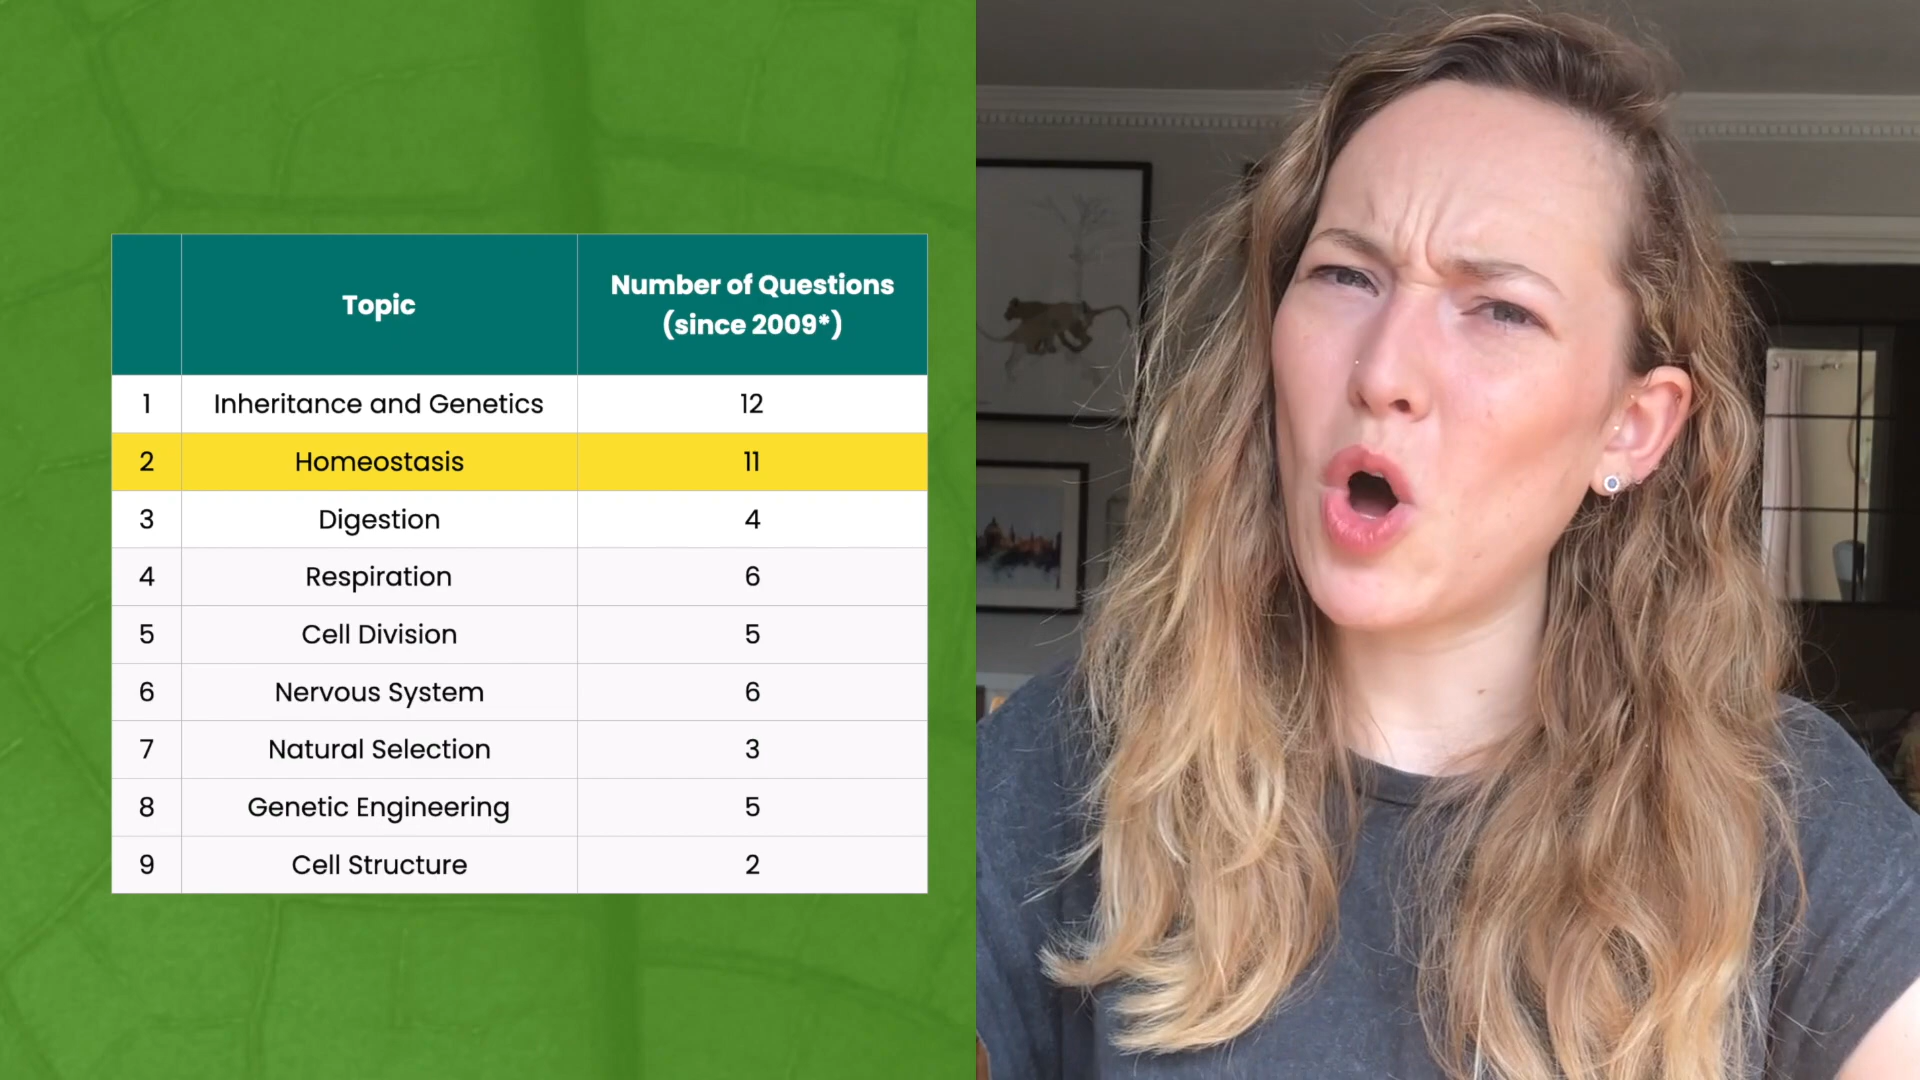 Topic
Number of Questions
(since 2009*)
1 Inheritance and Genetics 12
2 Homeostasis 11
3 Digestion 4
4 Respiration 6
5 Cell Division 5
6 Nervous System 6
7 Natural Selection 3
8 Genetic Engineering 5
9 Cell Structure 2